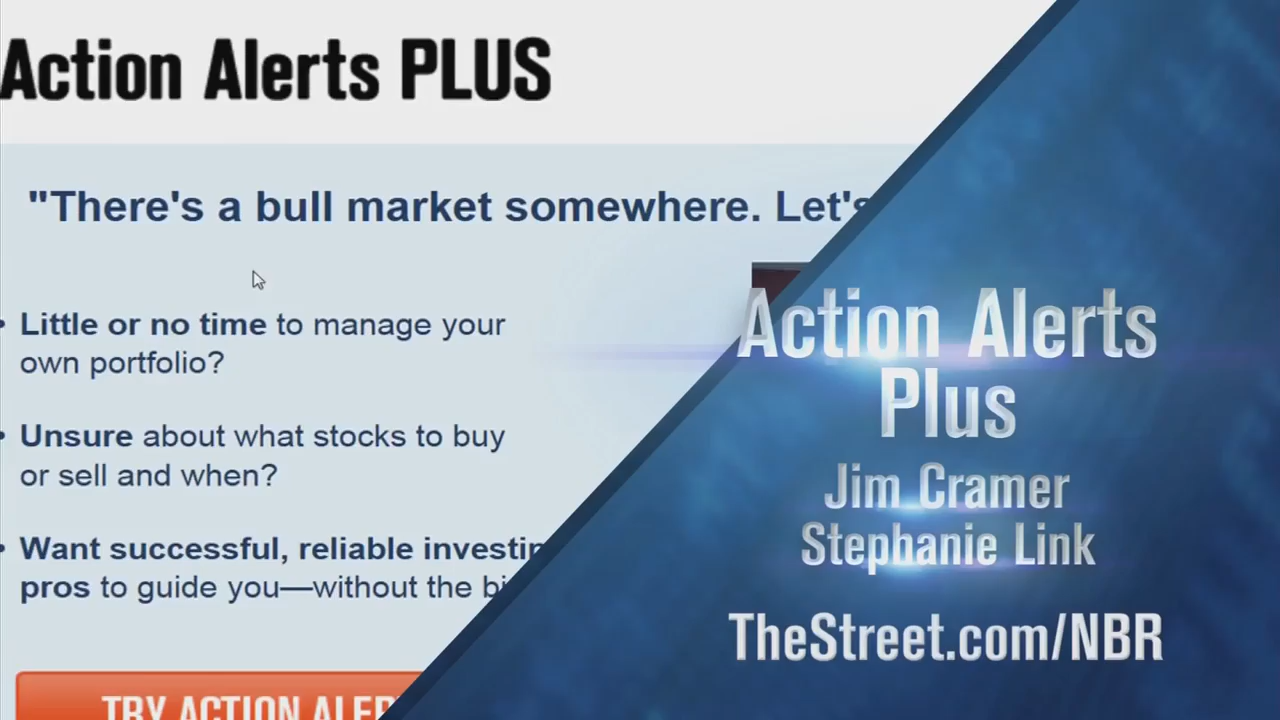 Action Alerts PLUS
"There's a bull market somewhere. Let's
• Little or no time to manage your
own portfolio?
• Unsure about what stocks to buy
or sell and when?
• Want successful, reliable
pros to guide you—without the
TRY ACTION
Action Alerts
Plus
Jim Cramer
Stephanie Link
TheStreet.com/NBR